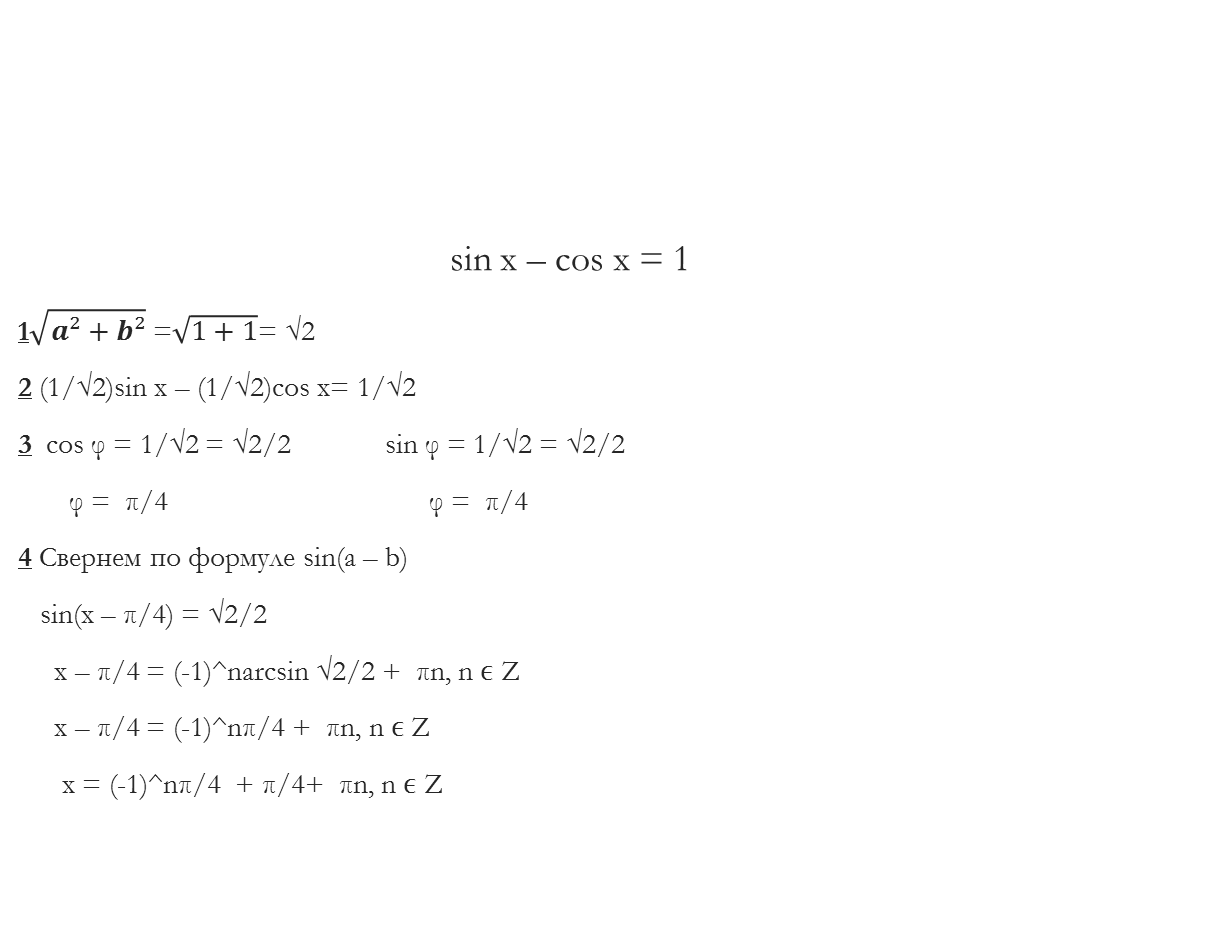 sin x – cos x = 1
1√a² + b² =√1 + 1= √2
2 (1/√2)sin x – (1/√2)cos x= 1/√2
3 cos φ = 1/√2 = √2/2 sin φ = 1/√2 = √2/2
φ = π/4 φ = π/4
4 Свернем по формуле sin(a – b)
sin(x – π/4) = √2/2
x – π/4 = (-1)^narcsin √2/2 + πn, n ϵ Z
x – π/4 = (-1)^nπ/4 + πn, n ϵ Z
x = (-1)^nπ/4 + π/4+ πn, n ϵ Z